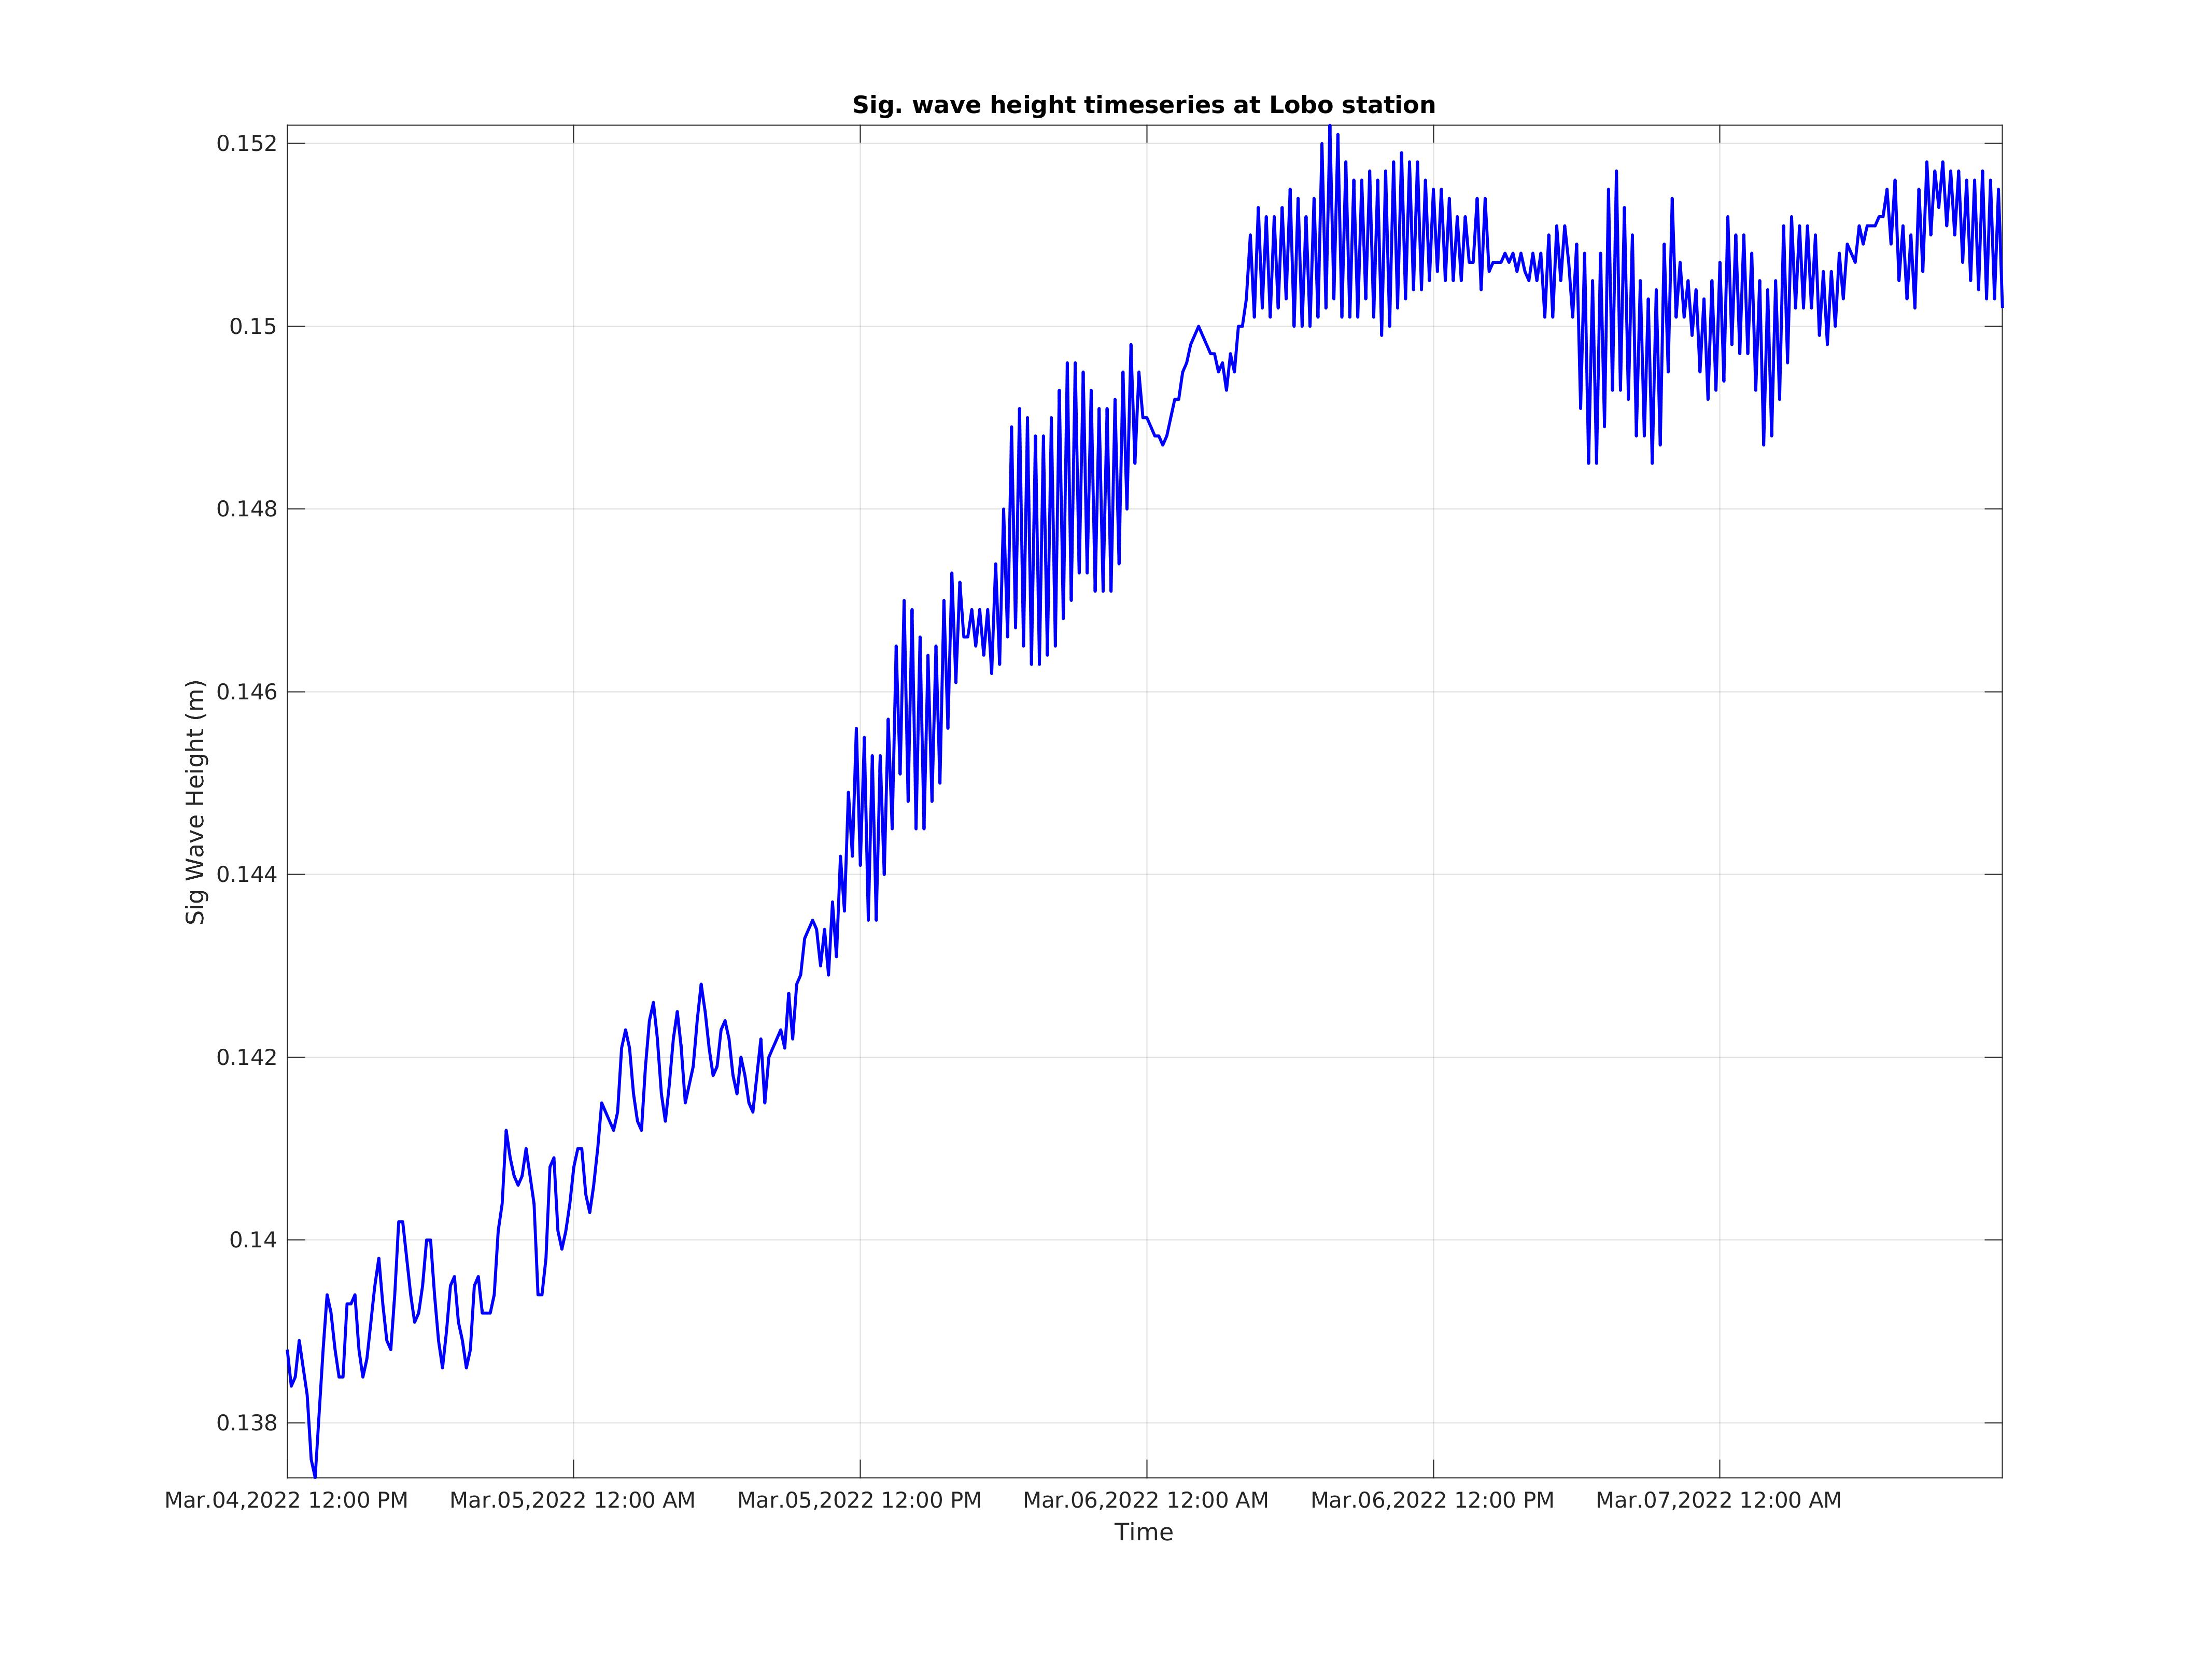 Sig. wave height timeseries at Lobo station
0.152
0.15
0.148
0.146
0.144
0.142
0.14
0.138
Sig Wave Height (m)
Mar.04,2022 12:00 PM Mar.05,2022 12:00 AM Mar.05,2022 12:00 PM Mar.06,2022 12:00 AM Mar.06,2022 12:00 PM Mar.07,2022 12:00 AM
Time